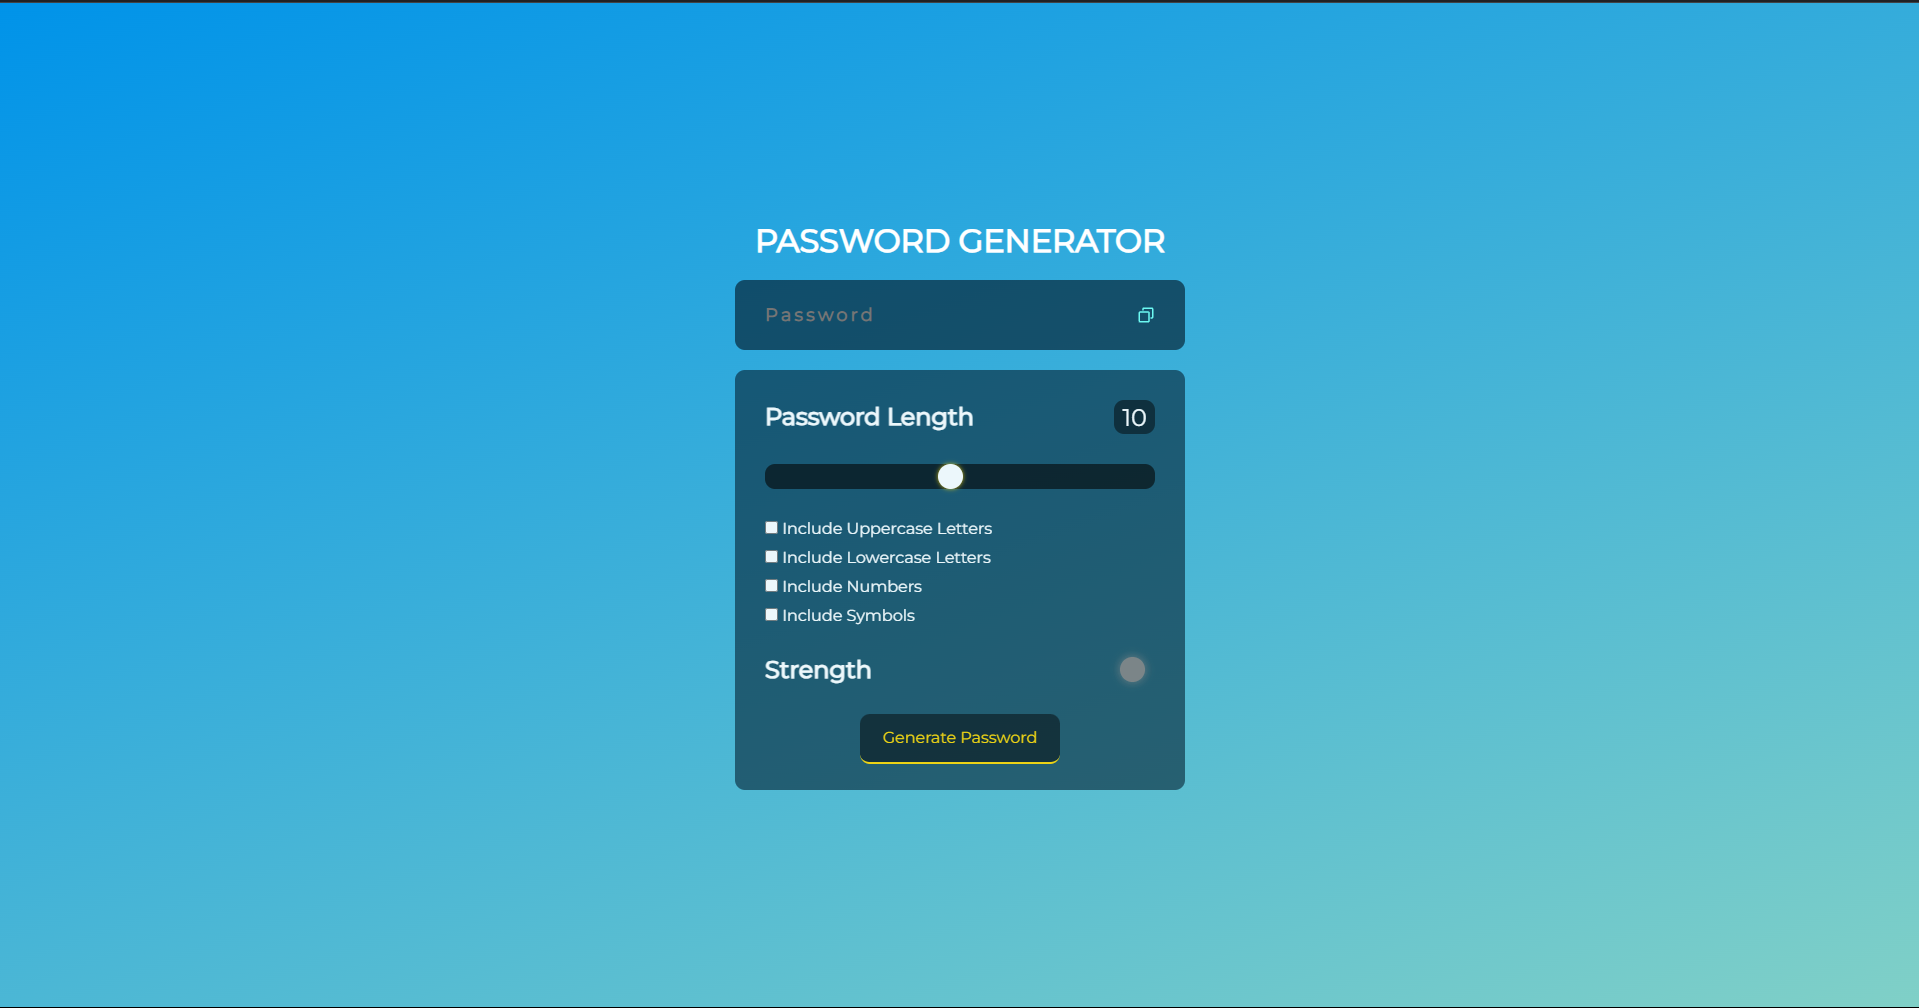 PASSWORD GENERATOR
Password
Password Length
10
Include Uppercase Letters
Include Lowercase Letters
Include Numbers
Include Symbols
Strength
Generate Password